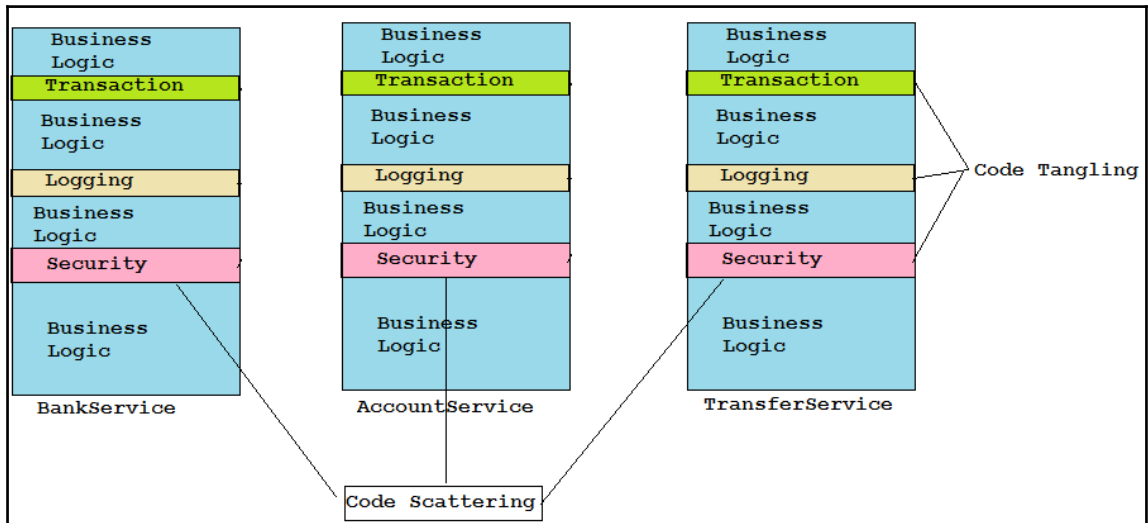 Business
Logic
Transaction
Business
Logic
Logging
Business
Logic
Security
Business
Logic
BankService
Business
Logic
Transaction
Business
Logic
Logging
Business
Logic
Security
Business
Logic
AccountService
Business
Logic
Transaction
Business
Logic
Logging
Business
Logic
Security
Business
Logic
TransferService
Code Tangling
Code Scattering